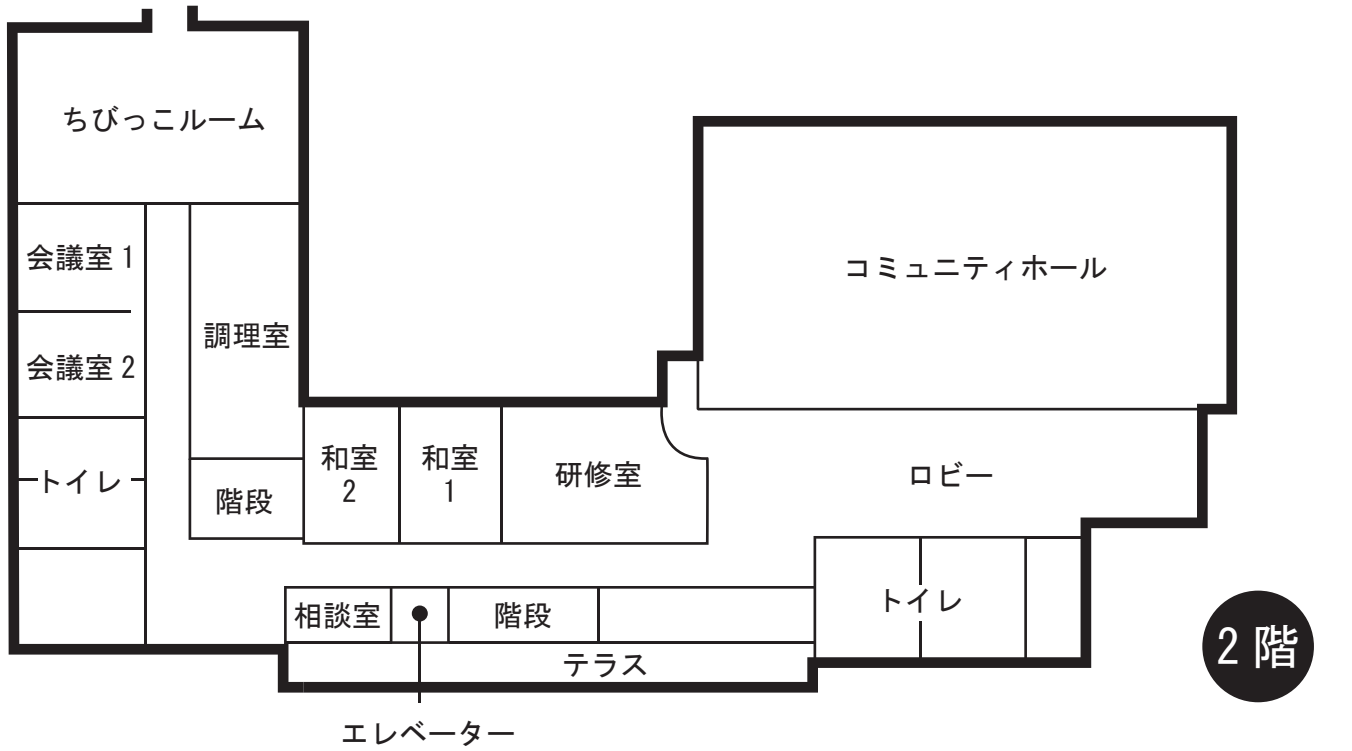 ちびっこルーム
会議室 1
コミュニティホール
調理室
会議室 2
和室
2
和室
1
研修室
ロビー
トイレ
階段
相談室
階段
トイレ
2 階
テラス
エレベーター